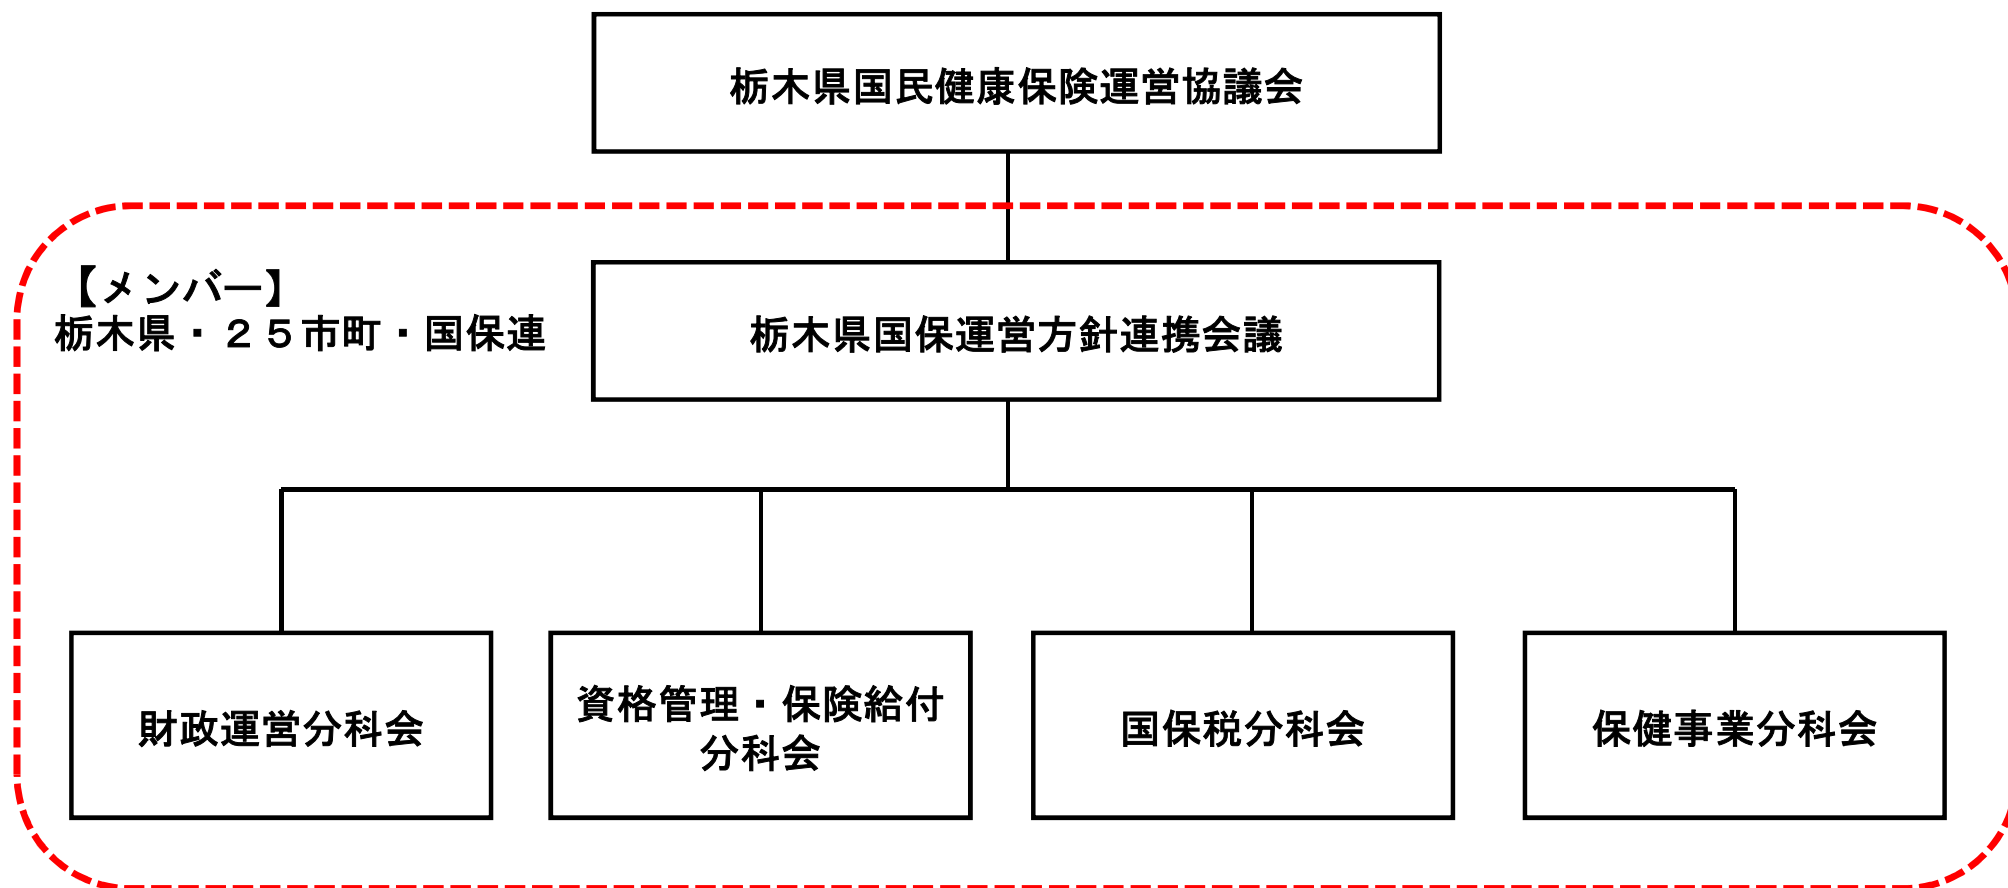 栃木県国民健康保険運営協議会
【メンバー】
栃木県・２５市町・国保連
栃木県国保運営方針連携会議
財政運営分科会
資格管理・保険給付
分科会
国保税分科会
保健事業分科会